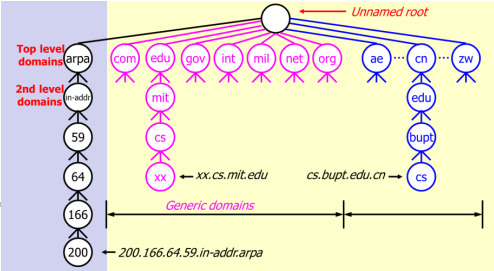 Unnamed root
Top level
domains
arpa com edu gov int mil net org ae ... cn ... zw
2nd level
domains
in-addr mit edu
59 cs bupt
64 xx xx.cs.mit.edu cs.bupt.edu.cn cs
166 Generic domains
200 200.166.64.59.in-addr.arpa